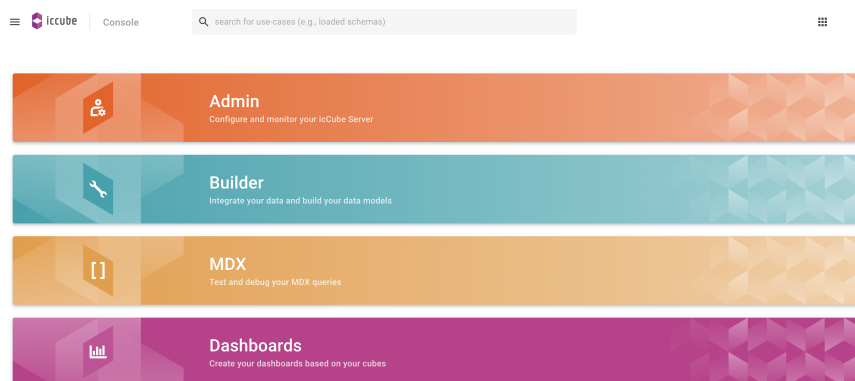 iccube
Console
search for use-cases (e.g., loaded schemas)
Admin
Configure and monitor your icCube Server
Builder
Integrate your data and build your data models
[ ]
MDX
Test and debug your MDX queries
Dashboards
Create your dashboards based on your cubes